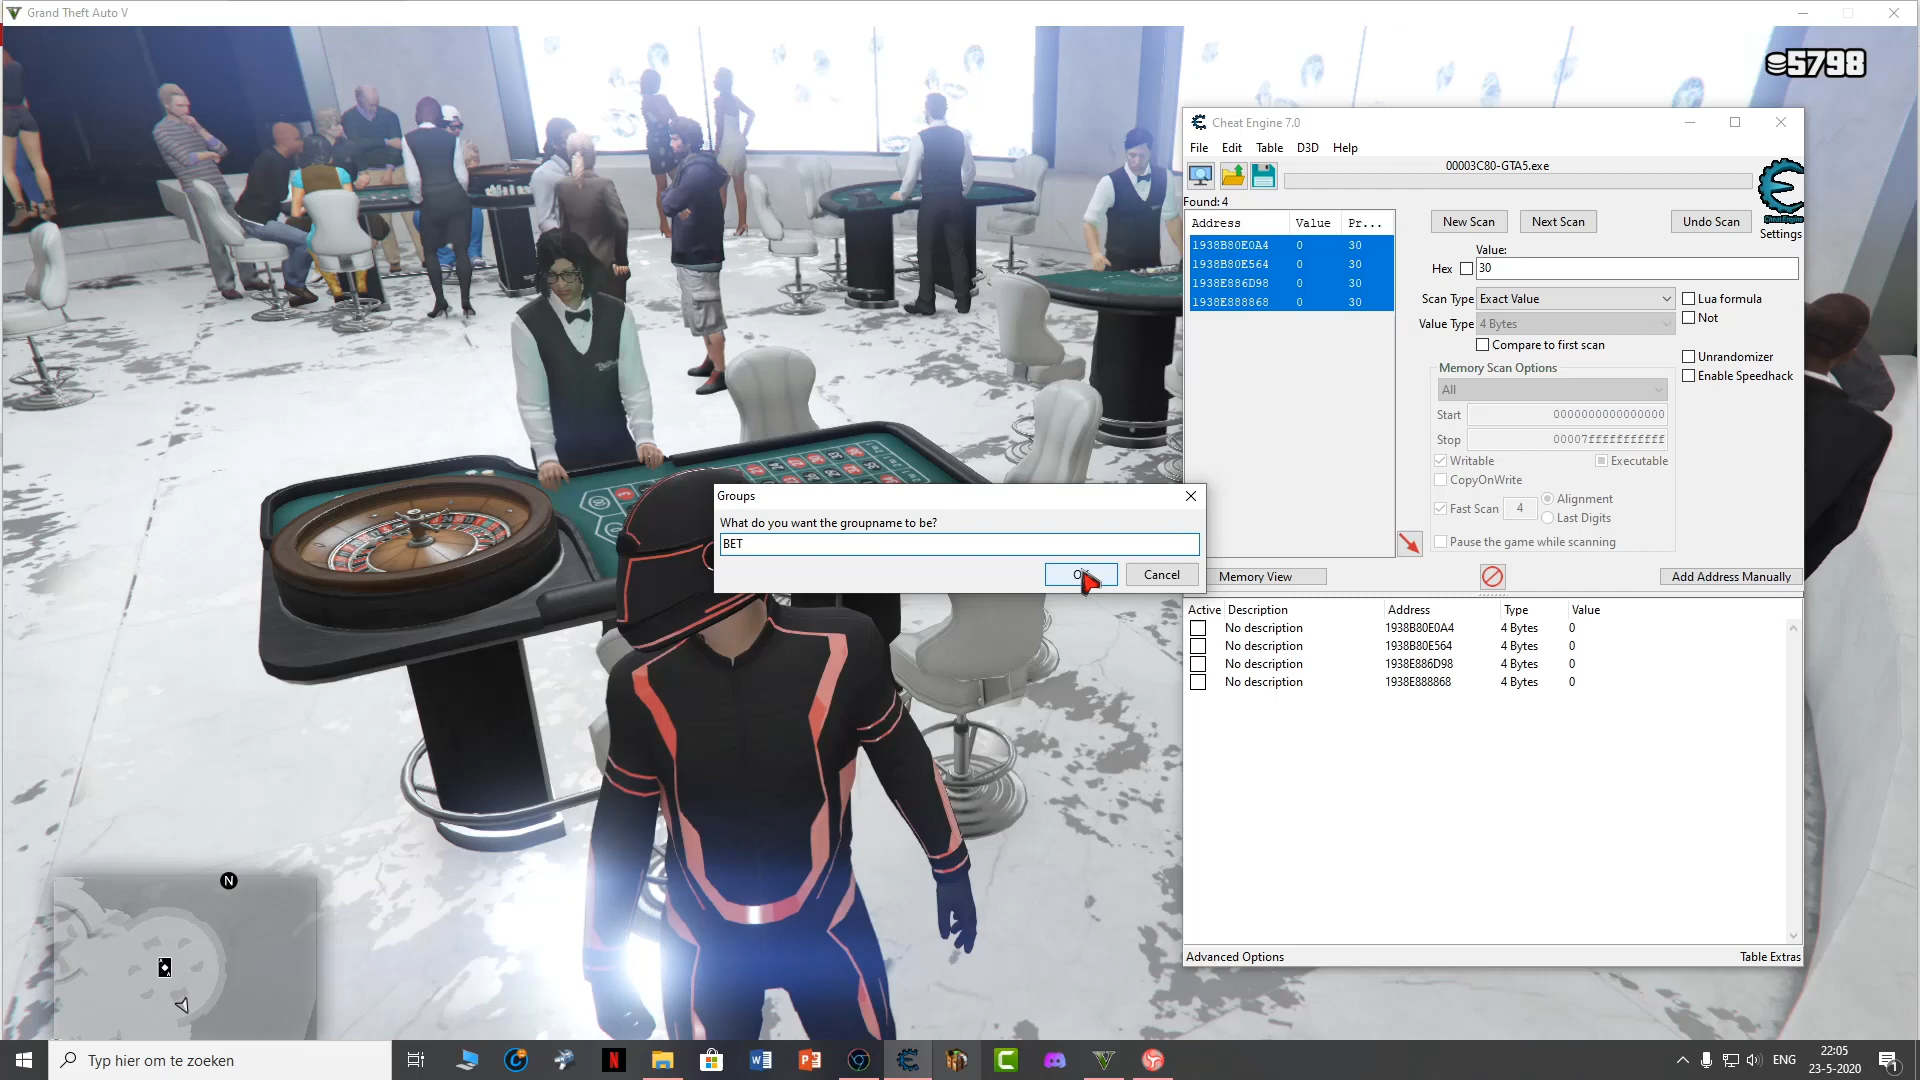 Grand Theft Auto V
5798
Cheat Engine 7.0
File Edit Table D3D Help
00003C80-GTA5.exe
Found: 4
Address Value Pr...
1938B80E0A4 0 30
1938B80E564 0 30
1938E886D98 0 30
1938E888868 0 30
New Scan Next Scan Undo Scan
Settings
Value:
Hex 30
Scan Type Exact Value
Lua formula
Value Type 4 Bytes
Not
Compare to first scan
Unrandomizer
Enable Speedhack
Memory Scan Options
All
Start 0000000000000000
Stop 00007fffffffffff
Writable Executable
CopyOnWrite
Fast Scan 4 Alignment
Last Digits
Pause the game while scanning
Groups
What do you want the groupname to be?
BET
Cancel
Memory View Add Address Manually
Active Description Address Type Value
No description 1938B80E0A4 4 Bytes 0
No description 1938B80E564 4 Bytes 0
No description 1938E886D98 4 Bytes 0
No description 1938E888868 4 Bytes 0
Advanced Options Table Extras
N
Typ hier om te zoeken
ENG
22:05
23-5-2020
1